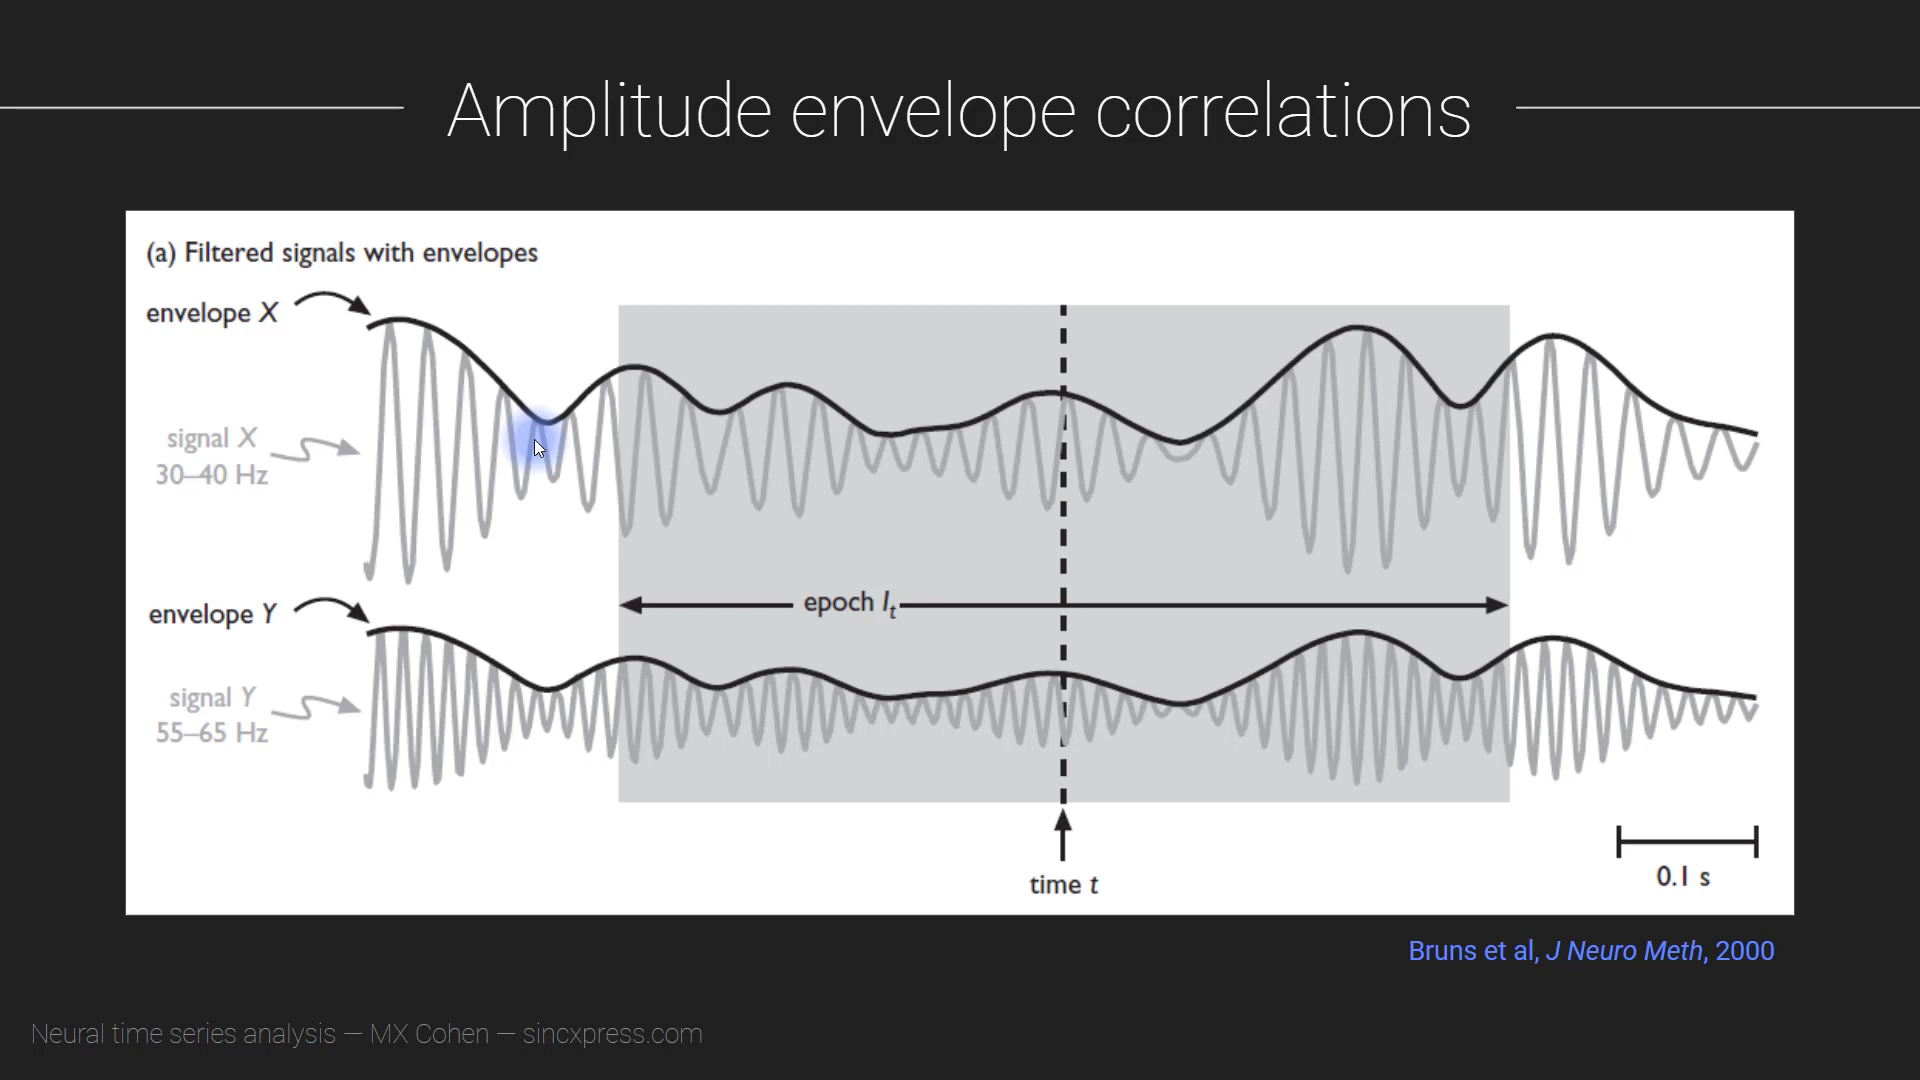 Amplitude envelope correlations
(a) Filtered signals with envelopes
envelope X
signal X
30–40 Hz
epoch It
envelope Y
signal Y
55–65 Hz
time t
0.1 s
Bruns et al, J Neuro Meth, 2000
Neural time series analysis — MX Cohen — sincxpress.com